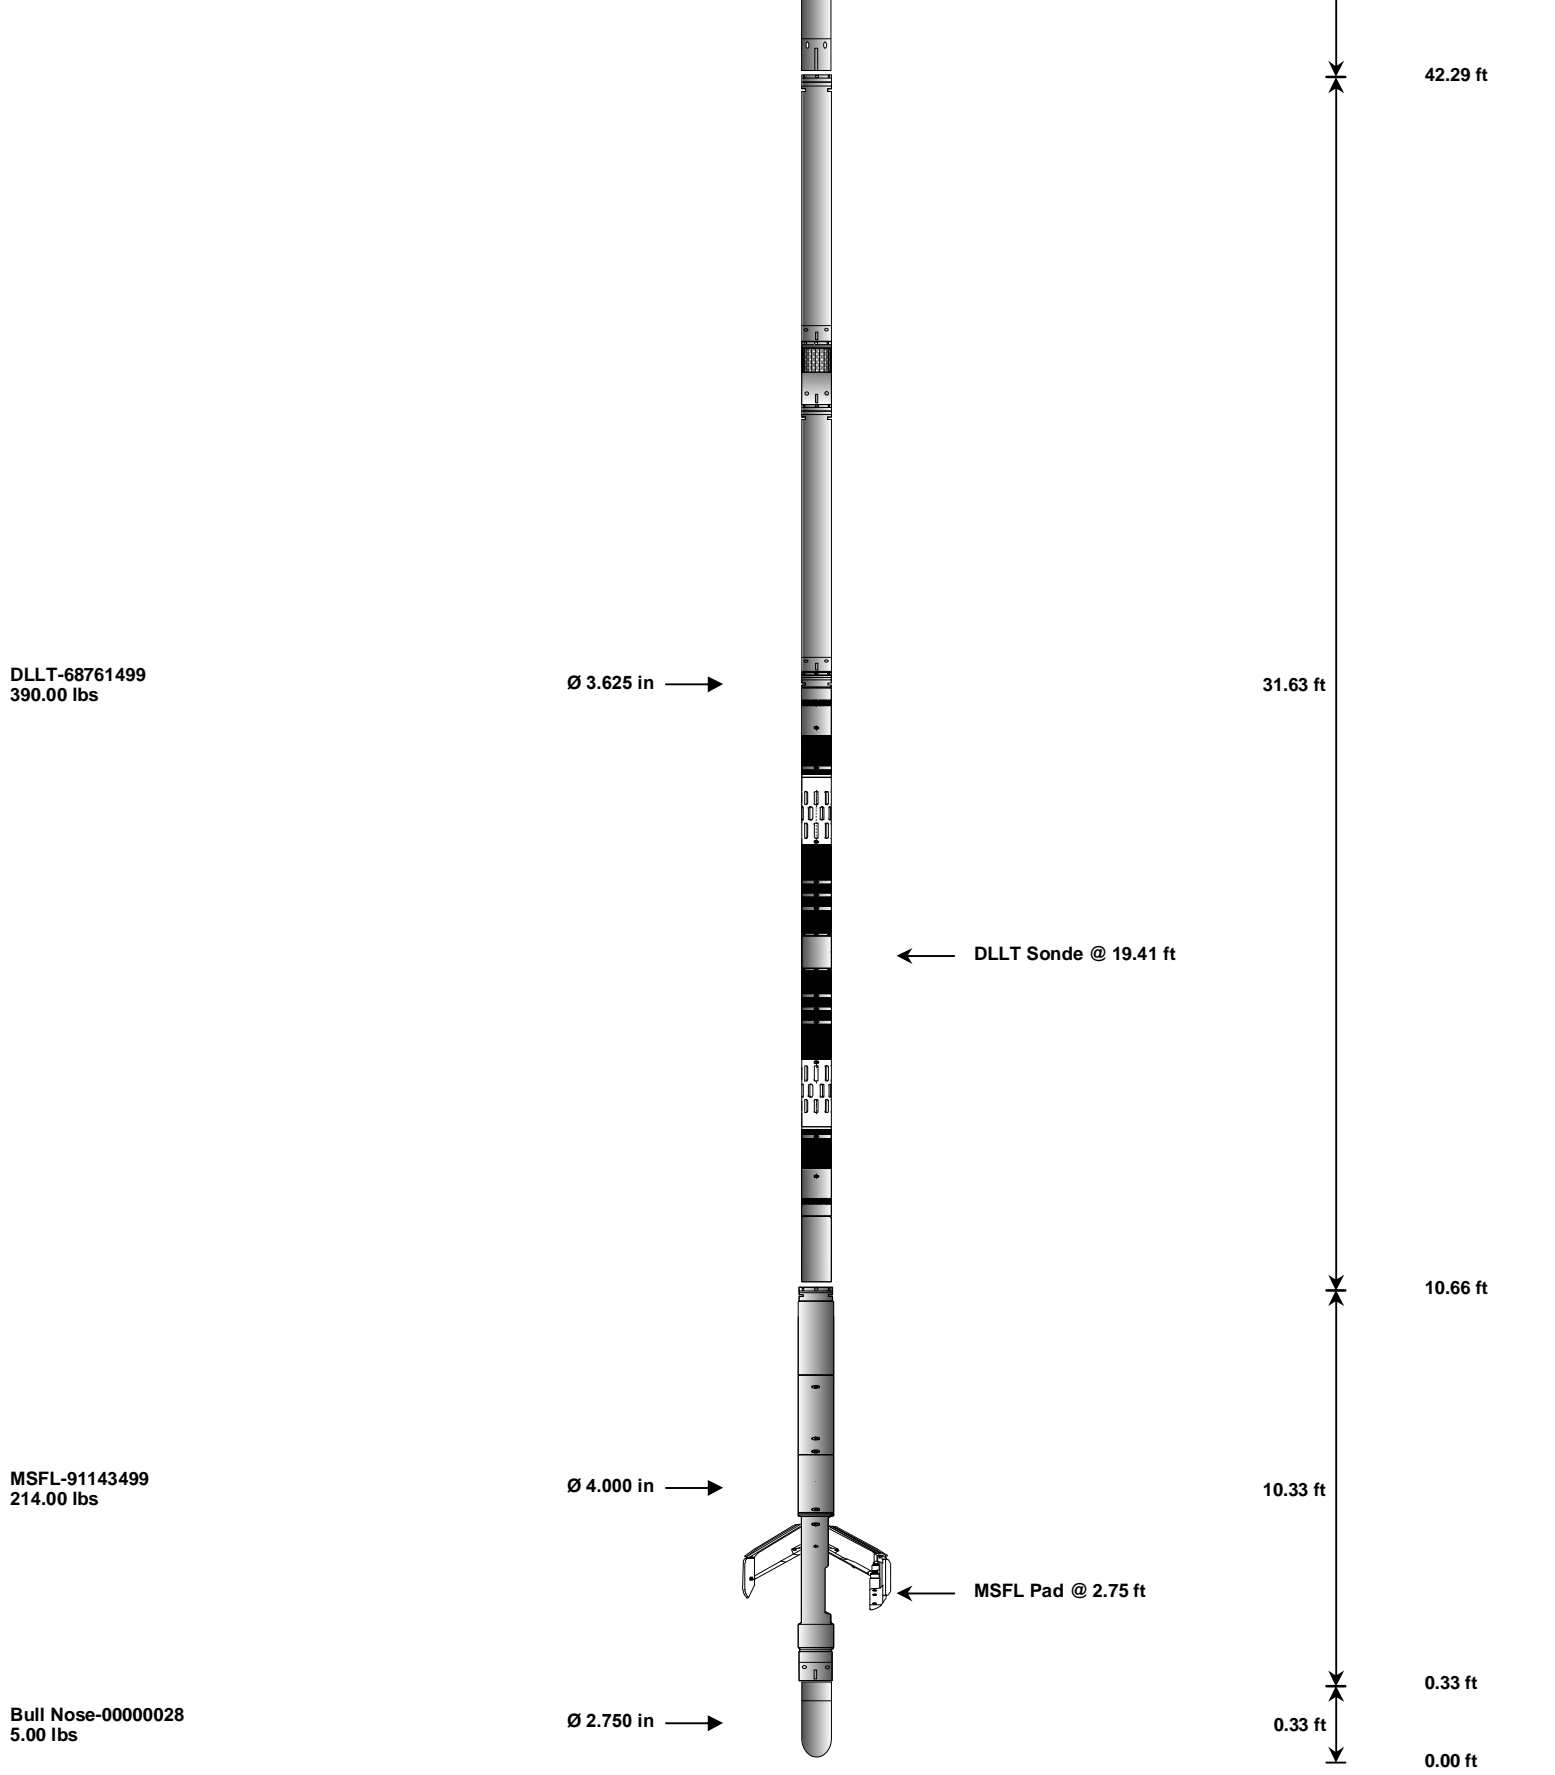 42.29 ft
DLLT-68761499
390.00 lbs
Ø 3.625 in
31.63 ft
DLLT Sonde @ 19.41 ft
10.66 ft
MSFL-91143499
214.00 lbs
Ø 4.000 in
10.33 ft
MSFL Pad @ 2.75 ft
0.33 ft
Bull Nose-00000028
5.00 lbs
Ø 2.750 in
0.33 ft
0.00 ft